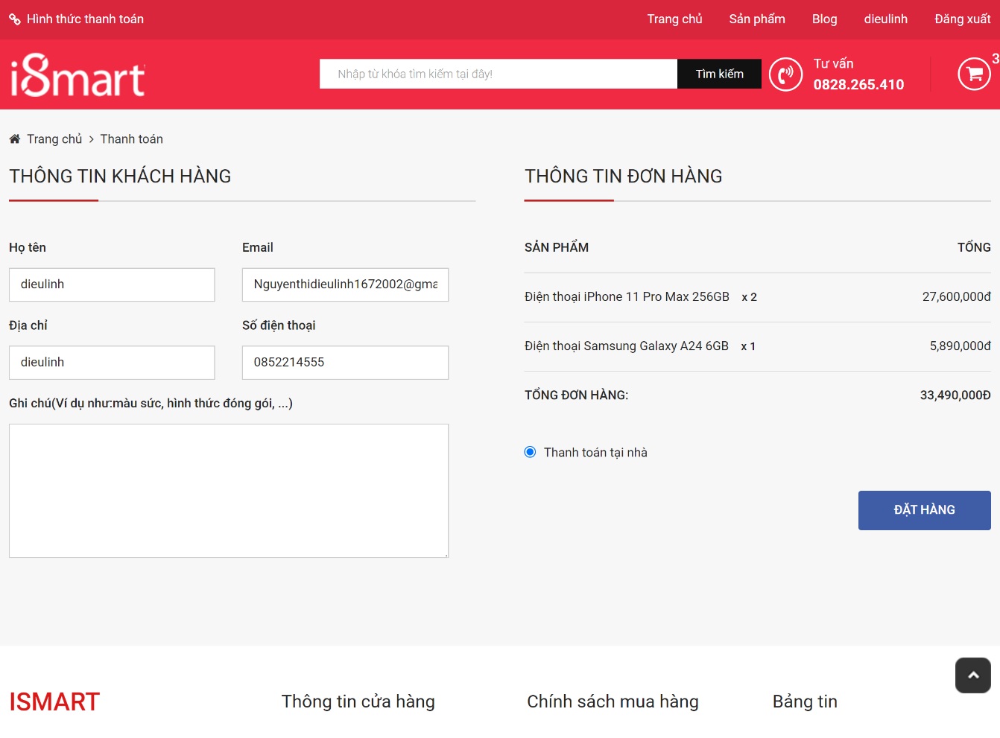 Hình thức thanh toán
Trang chủ Sản phẩm Blog dieulinh Đăng xuất
ismart
Nhập từ khóa tìm kiếm tại đây!
Tìm kiếm
Tư vấn
0828.265.410
3
Trang chủ > Thanh toán
THÔNG TIN KHÁCH HÀNG
Họ tên Email
dieulinh Nguyenthidieulinh1672002@gma
Địa chỉ Số điện thoại
dieulinh 0852214555
Ghi chú(Ví dụ như:màu sức, hình thức đóng gói, ...)
THÔNG TIN ĐƠN HÀNG
SẢN PHẨM TỔNG
Điện thoại iPhone 11 Pro Max 256GB x 2 27,600,000đ
Điện thoại Samsung Galaxy A24 6GB x 1 5,890,000đ
TỔNG ĐƠN HÀNG: 33,490,000Đ
Thanh toán tại nhà
ĐẶT HÀNG
ISMART Thông tin cửa hàng Chính sách mua hàng Bảng tin